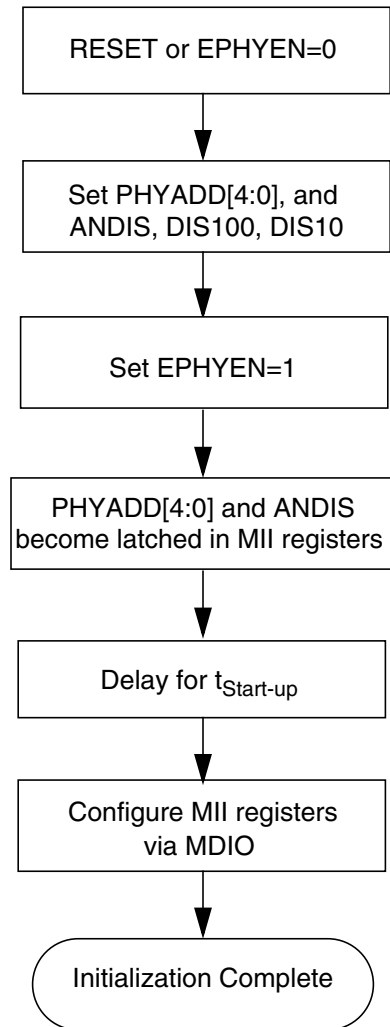 RESET or EPHYEN=0
Set PHYADD[4:0], and
ANDIS, DIS100, DIS10
Set EPHYEN=1
PHYADD[4:0] and ANDIS
become latched in MII registers
Delay for tStart-up
Configure MII registers
via MDIO
Initialization Complete